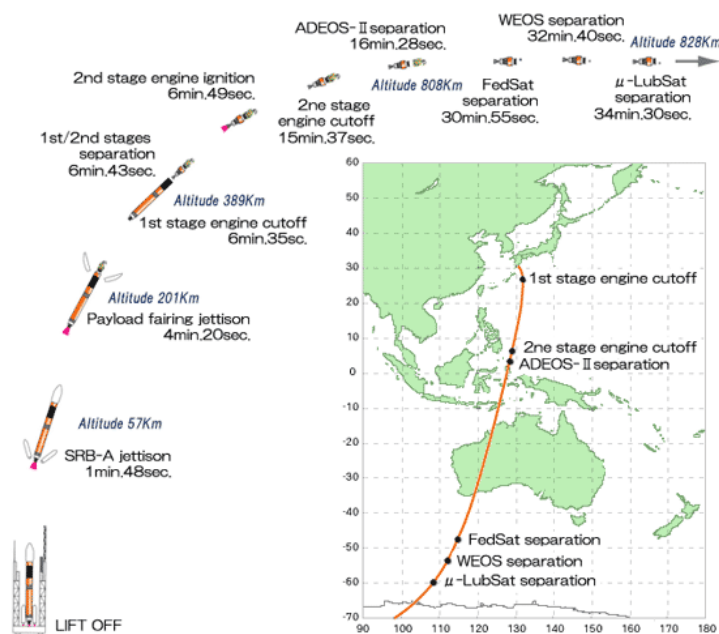 ADEOS-Ⅱ separation
16min.28sec.
WEOS separation
32min.40sec.
Altitude 828Km
2nd stage engine ignition
6min.49sec.
2ne stage
engine cutoff
15min,37sec.
Altitude 808Km
FedSat
separation
30min,55sec.
μ-LubSat
separation
34min,30sec.
1st/2nd stages
separation
6min,43sec.
Altitude 389Km
1st stage engine cutoff
6min,35sc.
Altitude 201Km
Payload fairing jettison
4min,20sec.
Altitude 57Km
SRB-A jettison
1min,48sec.
LIFT OFF
60
50
40
30
20
10
0
-10
-20
-30
-40
-50
-60
-70
1st stage engine cutoff
2ne stage engine cutoff
ADEOS-Ⅱ separation
FedSat separation
WEOS separation
μ-LubSat separation
90 100 110 120 130 140 150 160 170 180